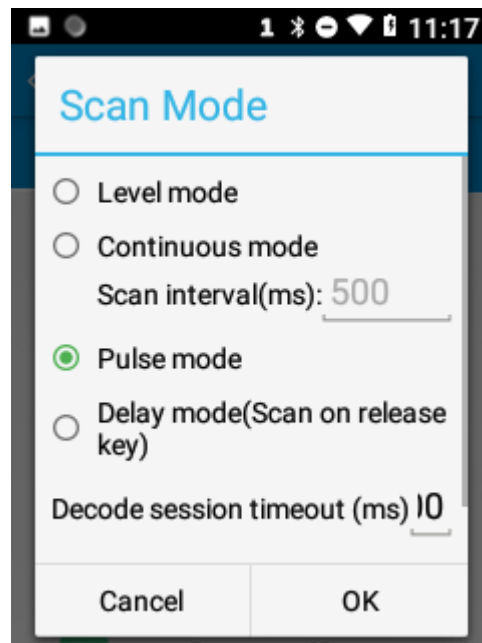 1 11:17
Scan Mode
Level mode
Continuous mode
Scan interval(ms): 500
Pulse mode
Delay mode(Scan on release
key)
Decode session timeout (ms)
Cancel OK